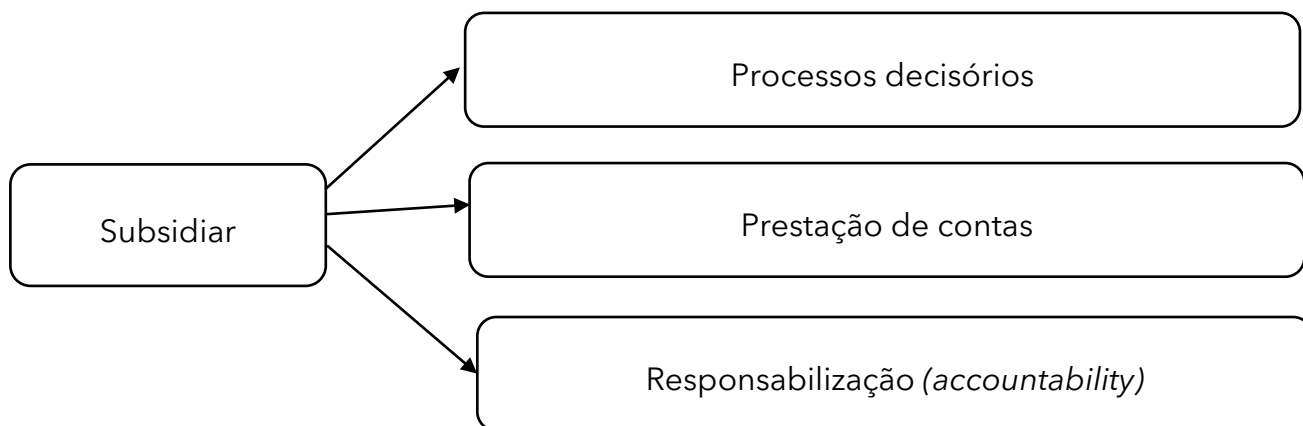 Processos decisórios
Subsidiar
Prestação de contas
Responsabilização (accountability)